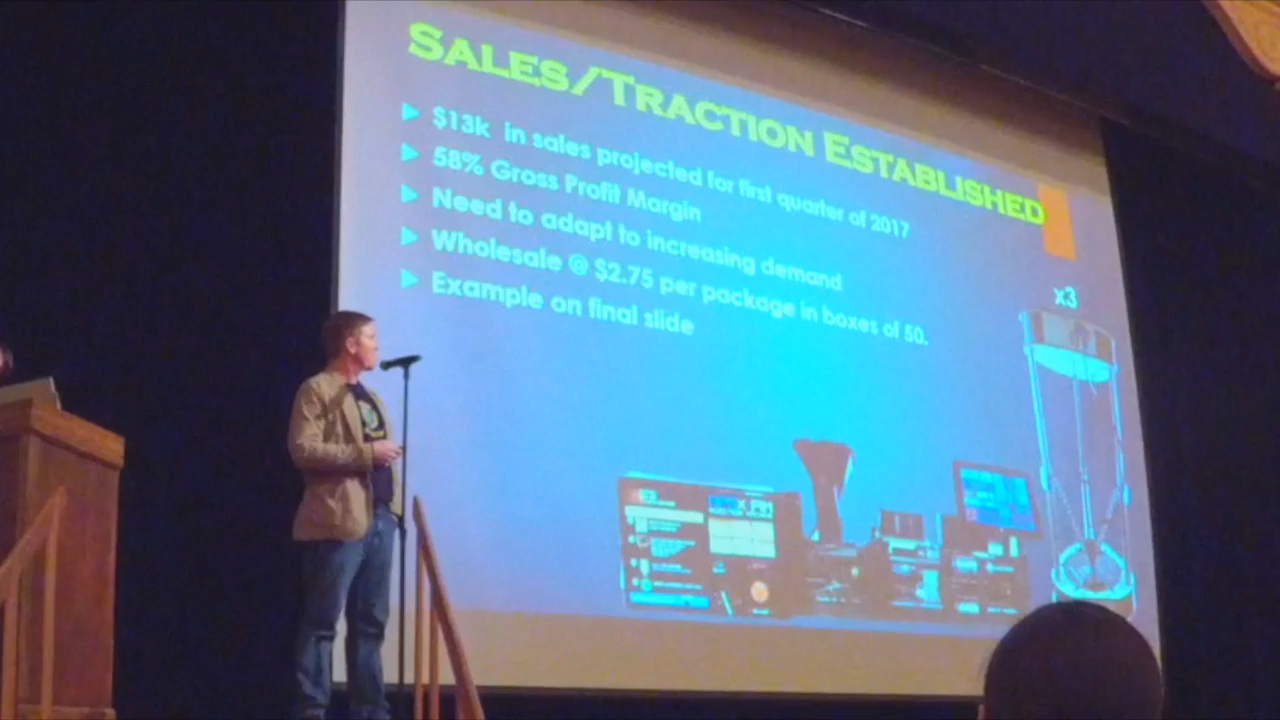 SALES/TRACTION ESTABLISHED
$13k in sales projected for first quarter of 2017
58% Gross Profit Margin
Need to adapt to increasing demand
Wholesale @ $2.75 per package in boxes of 50.
Example on final slide
x3